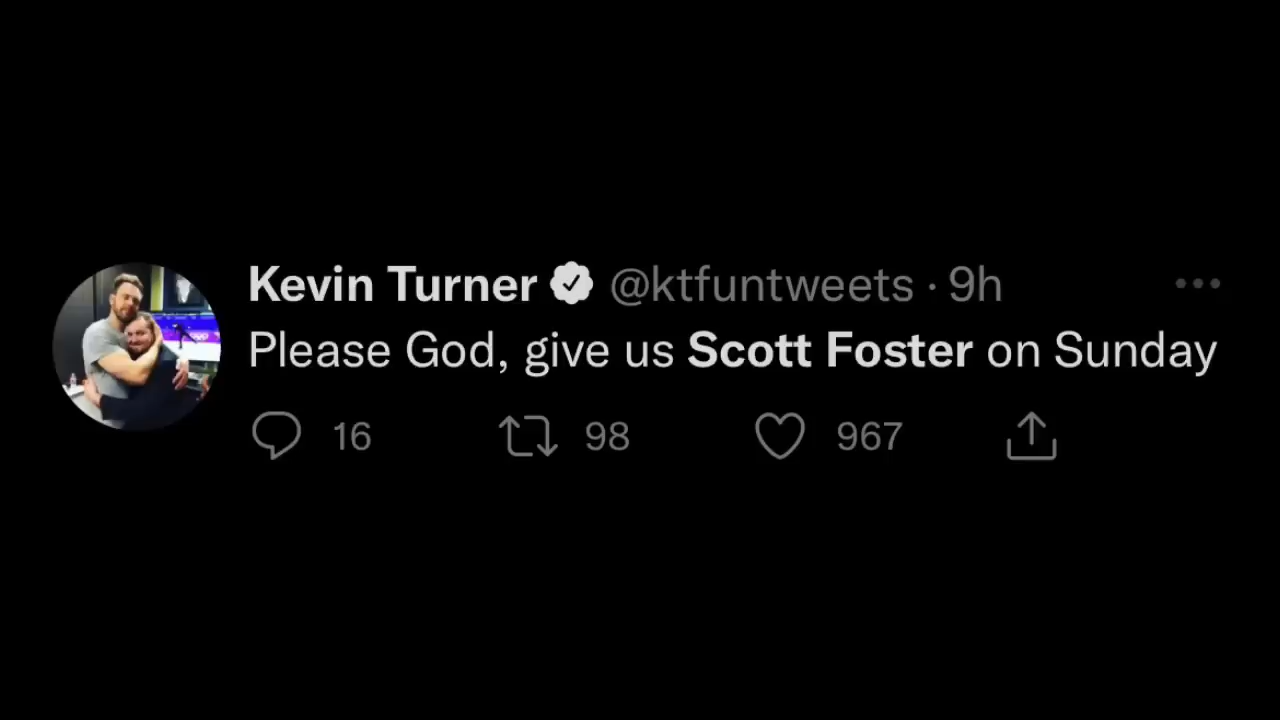 Kevin Turner @ktfuntweets · 9h
Please God, give us Scott Foster on Sunday
16 98 967